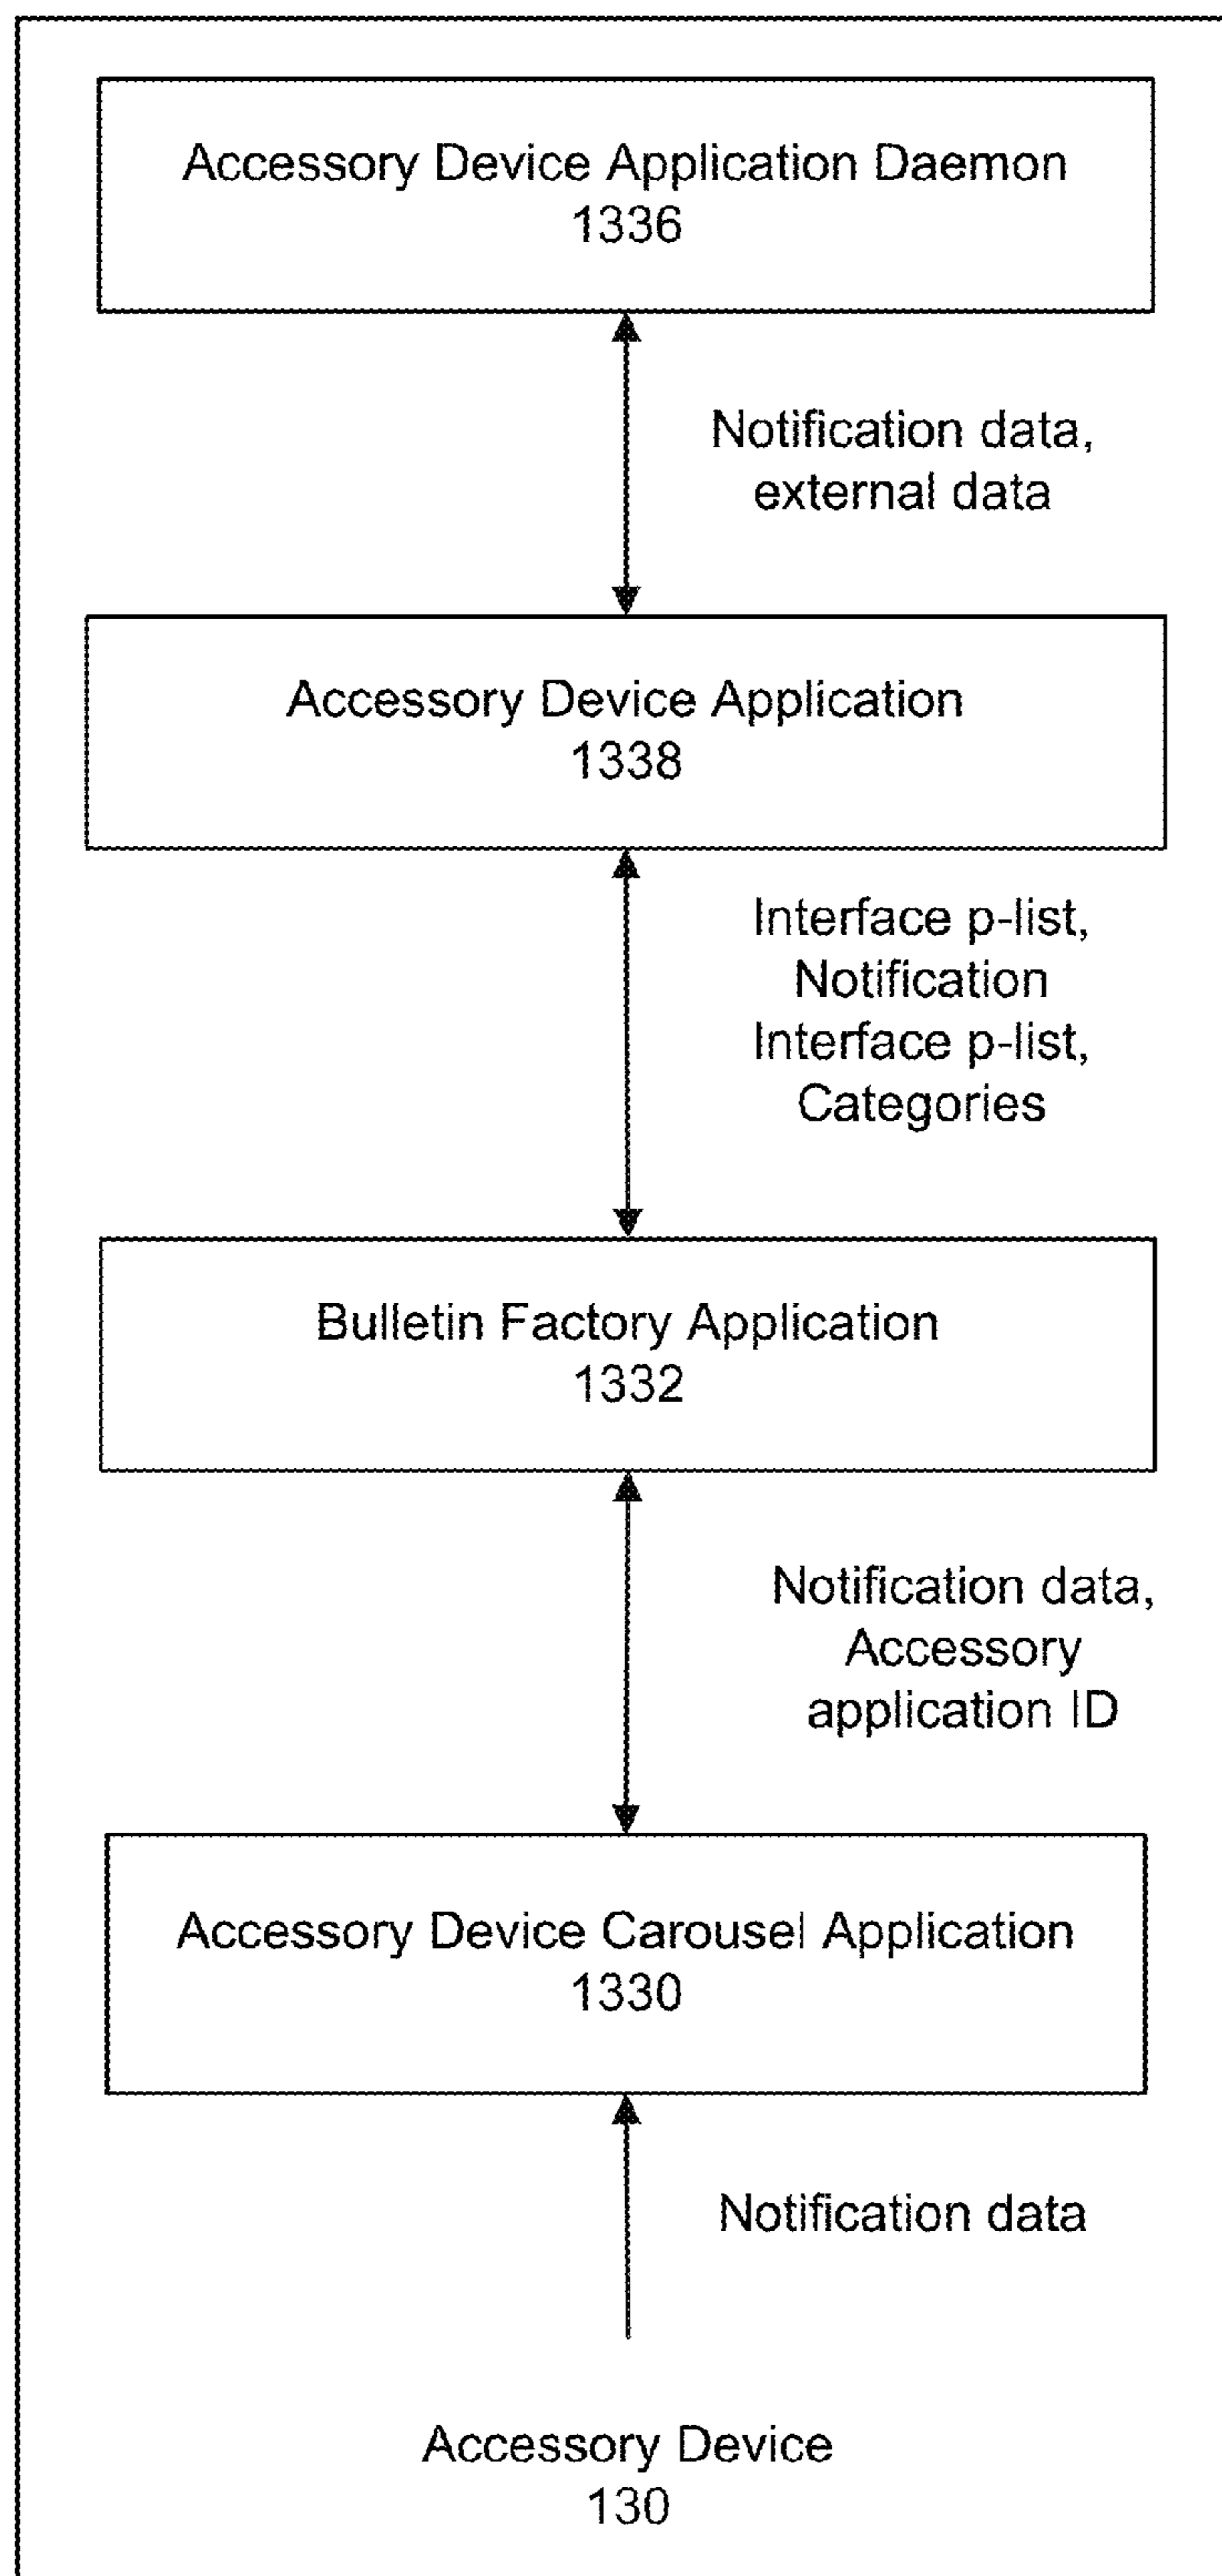 Accessory Device Application Daemon
1336
Notification data,
external data
Accessory Device Application
1338
Interface p-list,
Notification
Interface p-list,
Categories
Bulletin Factory Application
1332
Notification data,
Accessory
application ID
Accessory Device Carousel Application
1330
Notification data
Accessory Device
130